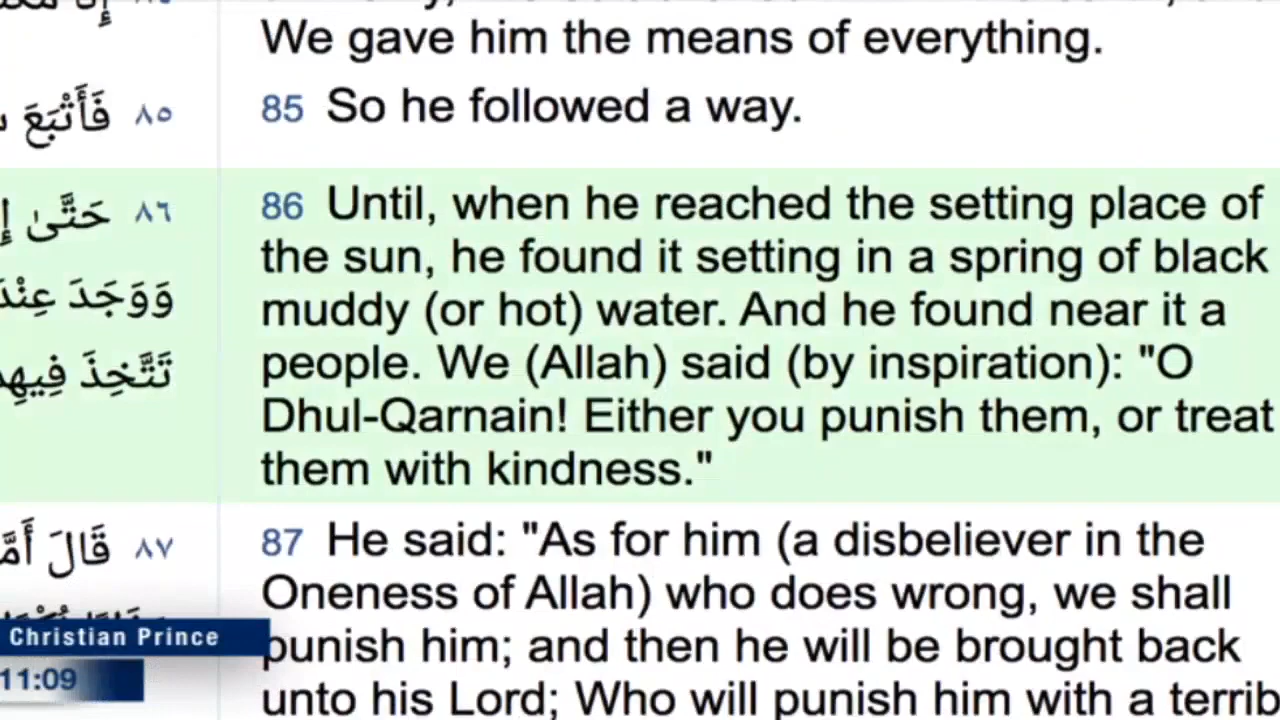 We gave him the means of everything.
٨٥ فَأَتْبَعَ
85 So he followed a way.
٨٦ حَتَّىٰ
وَوَجَدَ
تَتَّخِذَ
86 Until, when he reached the setting place of
the sun, he found it setting in a spring of black
muddy (or hot) water. And he found near it a
people. We (Allah) said (by inspiration): "O
Dhul-Qarnain! Either you punish them, or treat
them with kindness."
٨٧ قَالَ
87 He said: "As for him (a disbeliever in the
Oneness of Allah) who does wrong, we shall
punish him; and then he will be brought back
unto his Lord; Who will punish him with a
Christian Prince
11:09